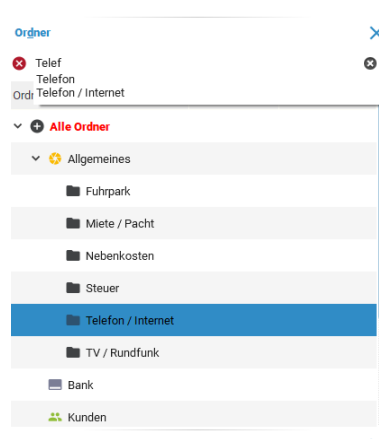 Ordner
Telef
Telefon
Telefon / Internet
Alle Ordner
Allgemeines
Fuhrpark
Miete / Pacht
Nebenkosten
Steuer
Telefon / Internet
TV / Rundfunk
Bank
Kunden